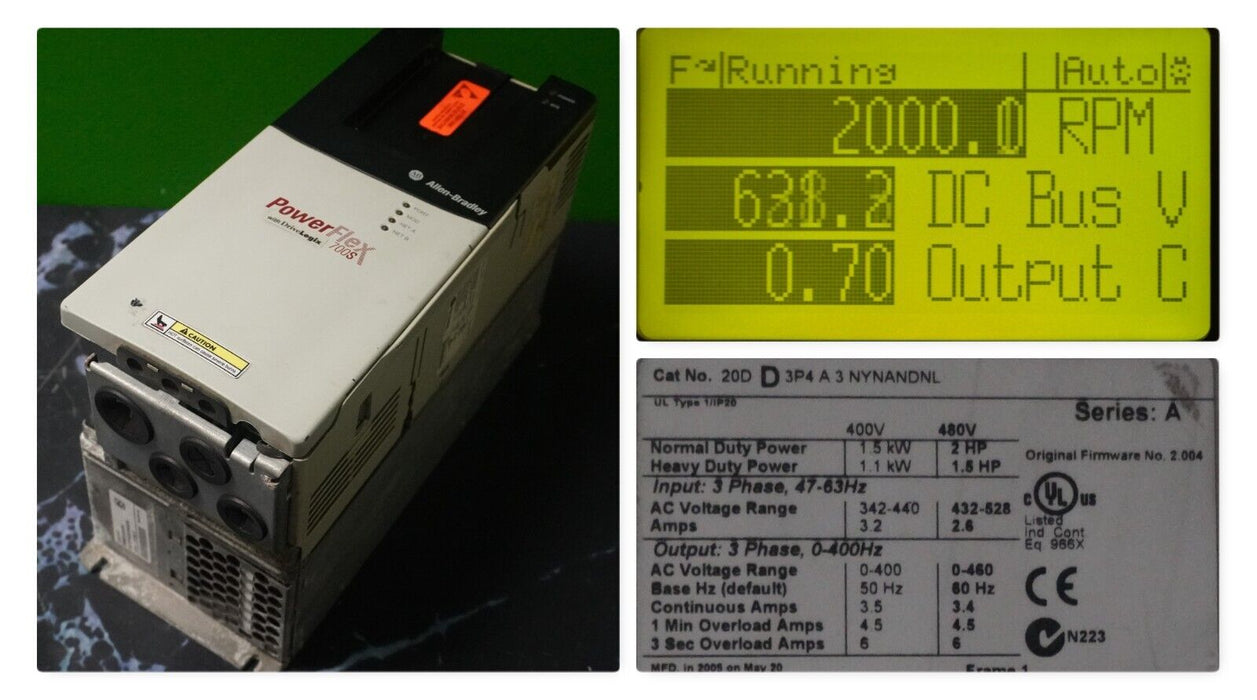 Allen-Bradley
PowerFlex
700S
with DriveLogix
CAUTION
F Running Auto
2000.0 RPM
DC Bus V
0.70 Output C
Cat No. 20D D 3P4 A 3 NYNANDNL
UL Type 1/IP20
Series: A
400V 480V
Normal Duty Power 1.5 kW 2 HP
Heavy Duty Power 1.1 kW 1.5 HP
Original Firmware No. 2.004
Input: 3 Phase, 47-63Hz
AC Voltage Range 342-440 432-528
Amps 3.2 2.6
C UL US
Listed
Ind Cont
Eq 966X
Output: 3 Phase, 0-400Hz
AC Voltage Range 0-400 0-460
Base Hz (default) 50 Hz 60 Hz
Continuous Amps 3.5 3.4
1 Min Overload Amps 4.5 4.5
3 Sec Overload Amps 6 6
CE
N223
MFD. in 2005 on May 20
Frame 1